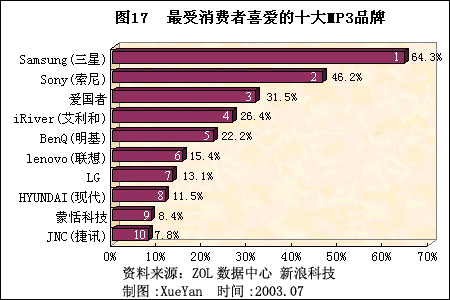 图17 最受消费者喜爱的十大MP3品牌
Samsung(三星) 1 64.3%
Sony(索尼) 2 46.2%
爱国者 3 31.5%
iRiver(艾利和) 4 26.4%
BenQ(明基) 5 22.2%
lenovo(联想) 6 15.4%
LG 7 13.1%
HYUNDAI(现代) 8 11.5%
蒙恬科技 9 8.4%
JNC(捷讯) 10 7.8%
0% 10% 20% 30% 40% 50% 60% 70%
资料来源：ZOL 数据中心 新浪科技
制图:XueYan 时间:2003.07